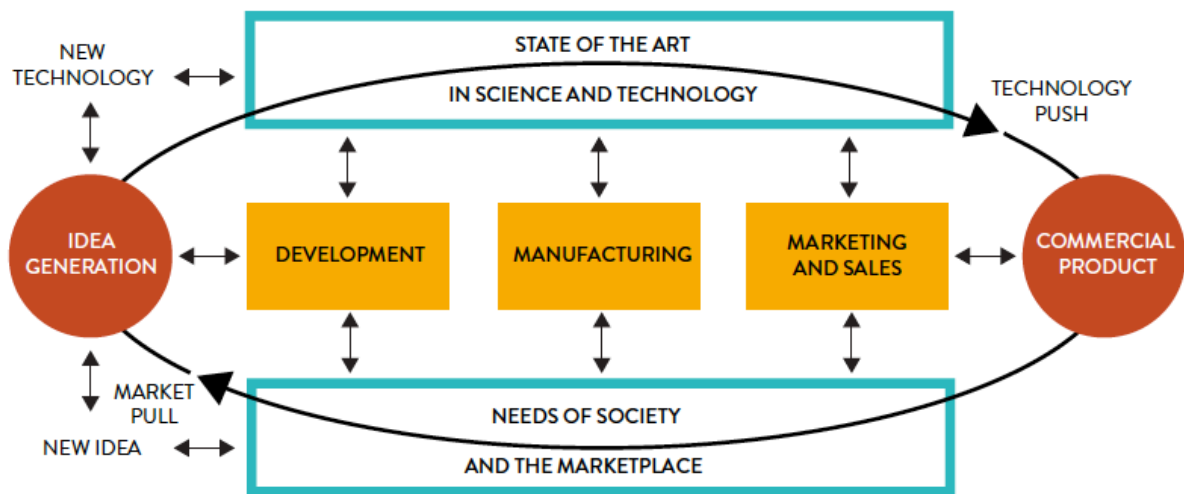 NEW
TECHNOLOGY
STATE OF THE ART
IN SCIENCE AND TECHNOLOGY
TECHNOLOGY
PUSH
IDEA
GENERATION
DEVELOPMENT
MANUFACTURING
MARKETING
AND SALES
COMMERCIAL
PRODUCT
MARKET
PULL
NEW IDEA
NEEDS OF SOCIETY
AND THE MARKETPLACE